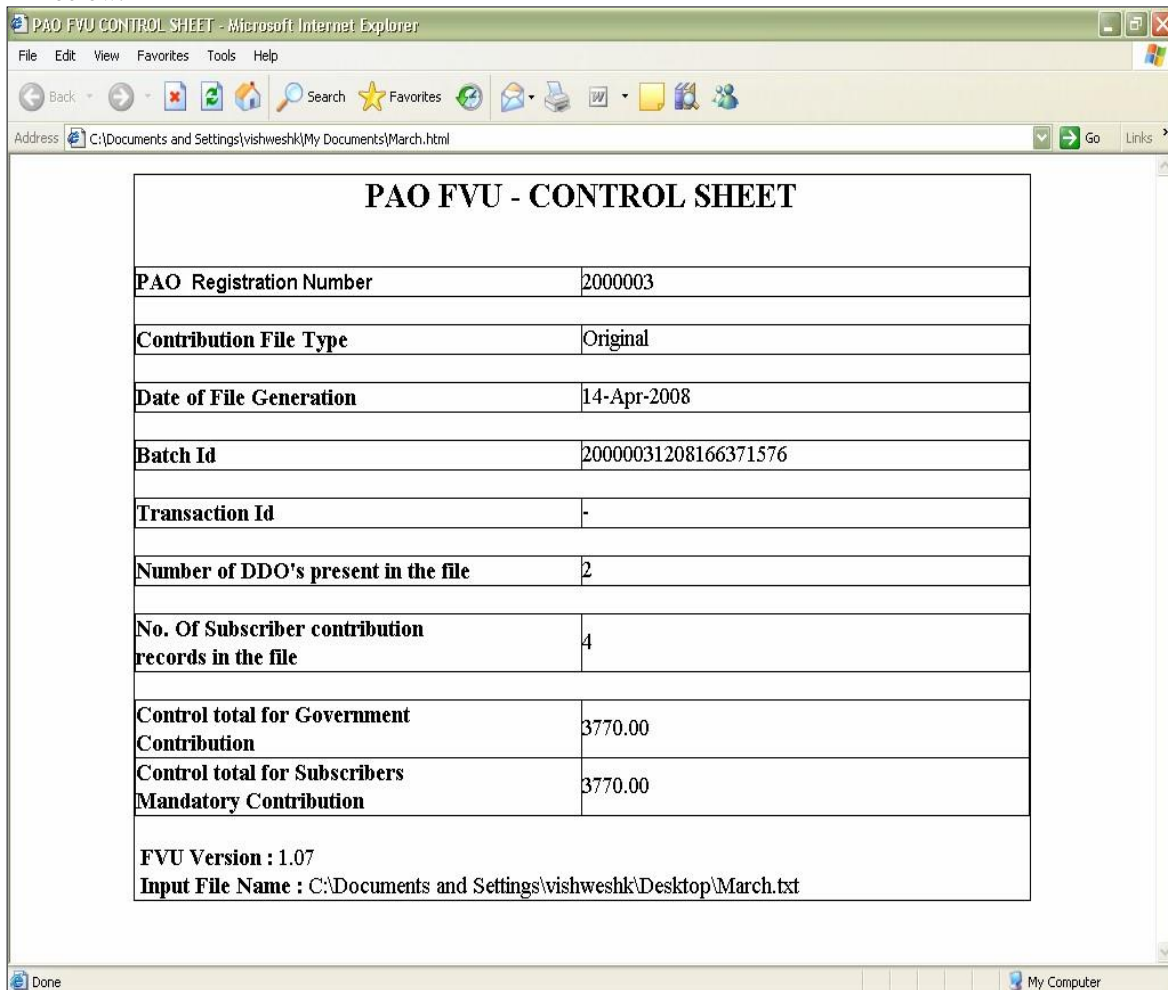 PAO FVU CONTROL SHEET - Microsoft Internet Explorer
File Edit View Favorites Tools Help
Back Search Favorites
Address C:\Documents and Settings\vishweshk\My Documents\March.html Go Links
PAO FVU - CONTROL SHEET
PAO Registration Number 2000003
Contribution File Type Original
Date of File Generation 14-Apr-2008
Batch Id 20000031208166371576
Transaction Id -
Number of DDO's present in the file 2
No. Of Subscriber contribution
records in the file 4
Control total for Government
Contribution 3770.00
Control total for Subscribers
Mandatory Contribution 3770.00
FVU Version : 1.07
Input File Name : C:\Documents and Settings\vishweshk\Desktop\March.txt
Done My Computer